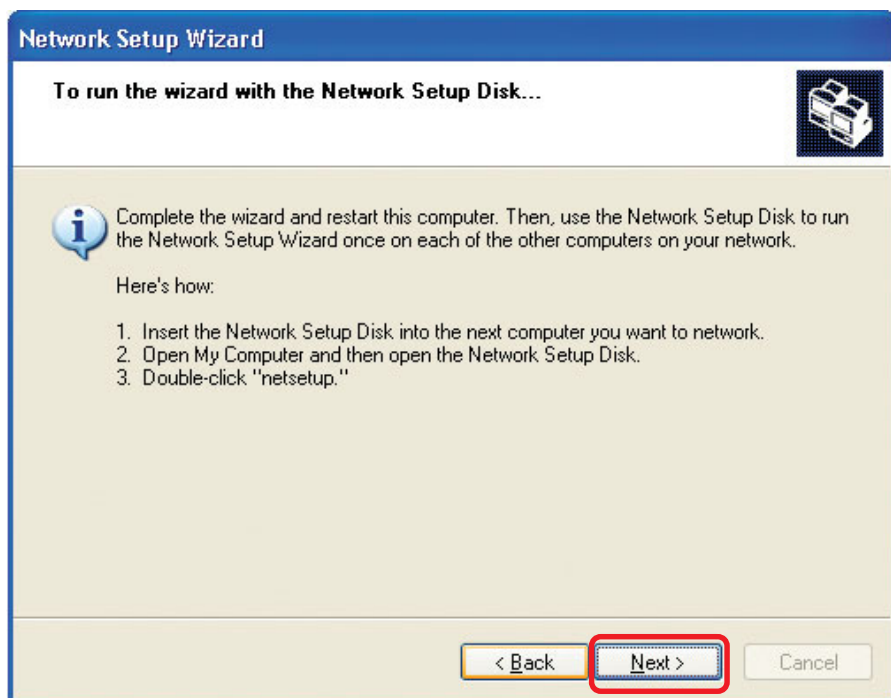 Network Setup Wizard
To run the wizard with the Network Setup Disk...
Complete the wizard and restart this computer. Then, use the Network Setup Disk to run
the Network Setup Wizard once on each of the other computers on your network.
Here's how:
1. Insert the Network Setup Disk into the next computer you want to network.
2. Open My Computer and then open the Network Setup Disk.
3. Double-click "netsetup."
< Back
Next >
Cancel